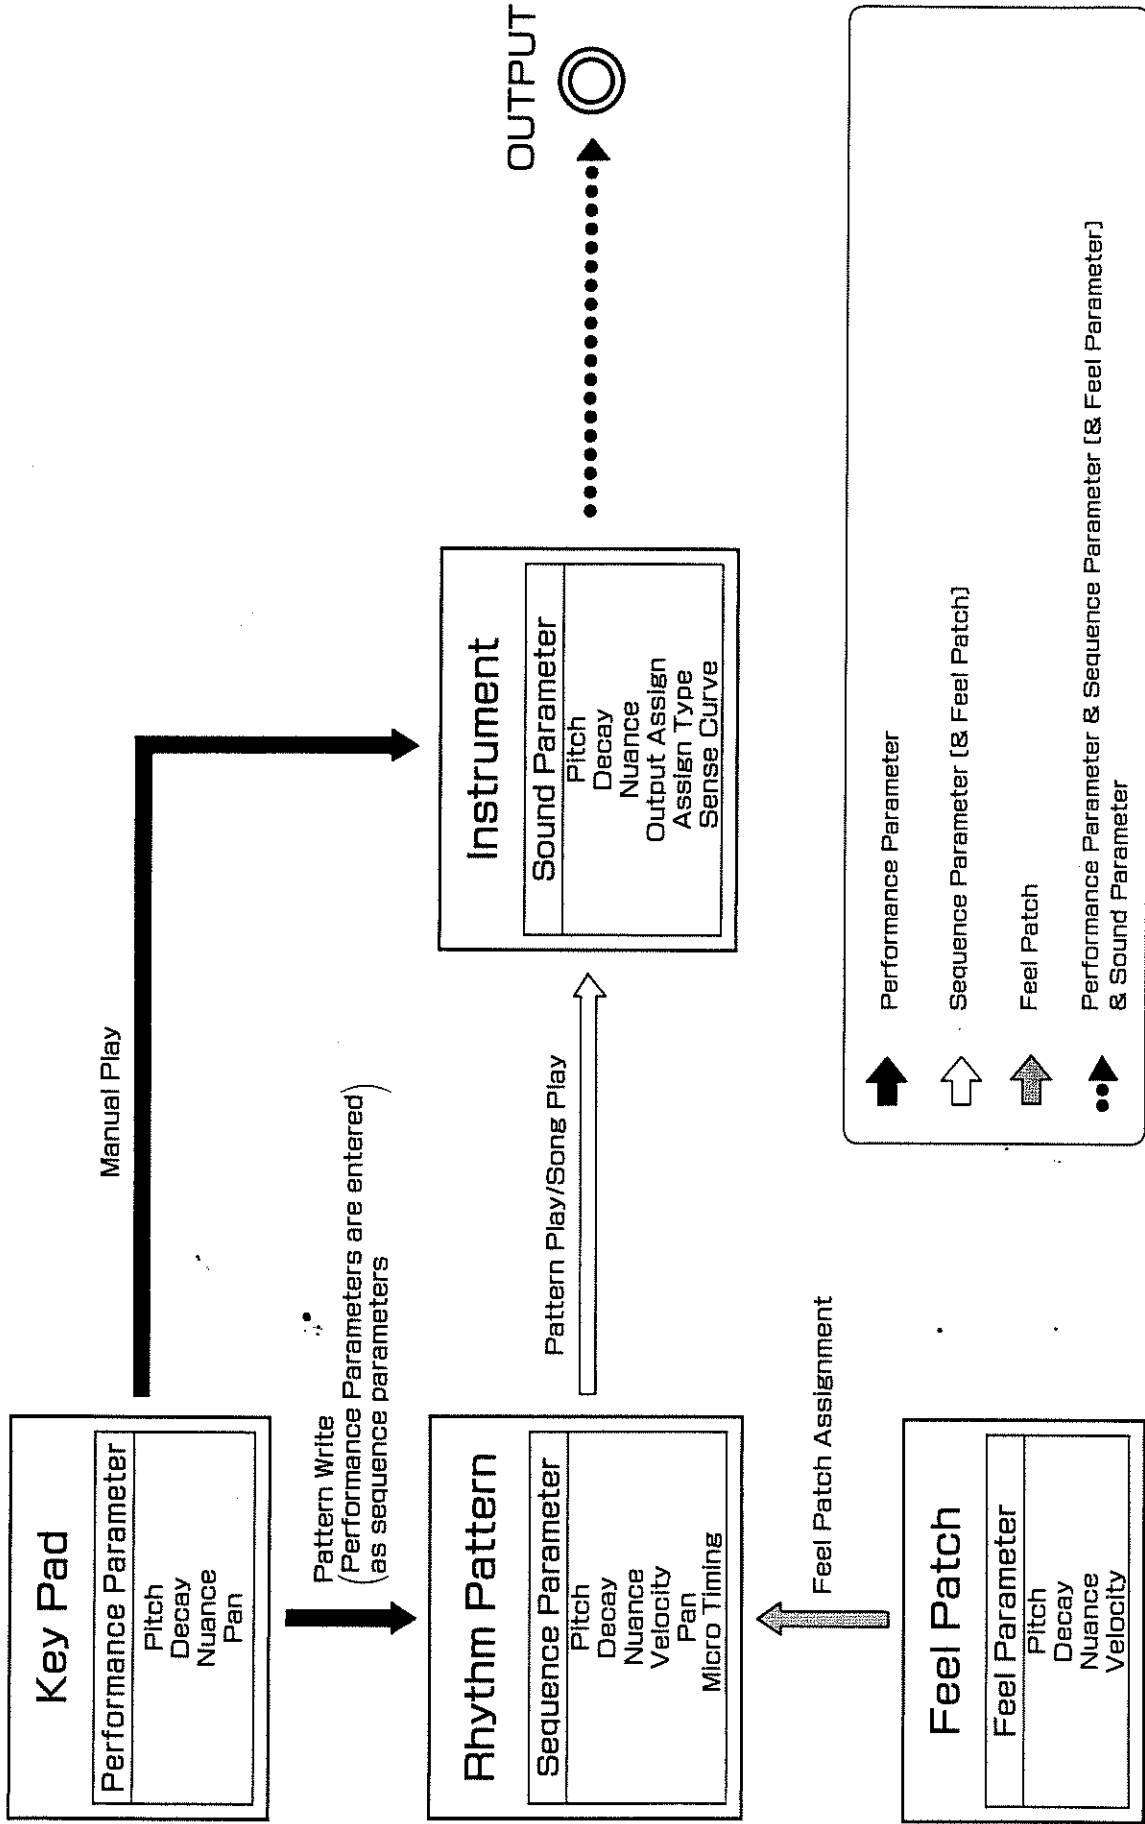 Key Pad
Performance Parameter
Pitch
Decay
Nuance
Pan
Manual Play
Pattern Write
(Performance Parameters are entered
as sequence parameters)
Rhythm Pattern
Sequence Parameter
Pitch
Decay
Nuance
Velocity
Pan
Micro Timing
Pattern Play/Song Play
Instrument
Sound Parameter
Pitch
Decay
Nuance
Output Assign
Assign Type
Sense Curve
OUTPUT
Feel Patch Assignment
Feel Patch
Feel Parameter
Pitch
Decay
Nuance
Velocity
Performance Parameter
Sequence Parameter [& Feel Patch]
Feel Patch
Performance Parameter & Sequence Parameter [& Feel Parameter]
& Sound Parameter